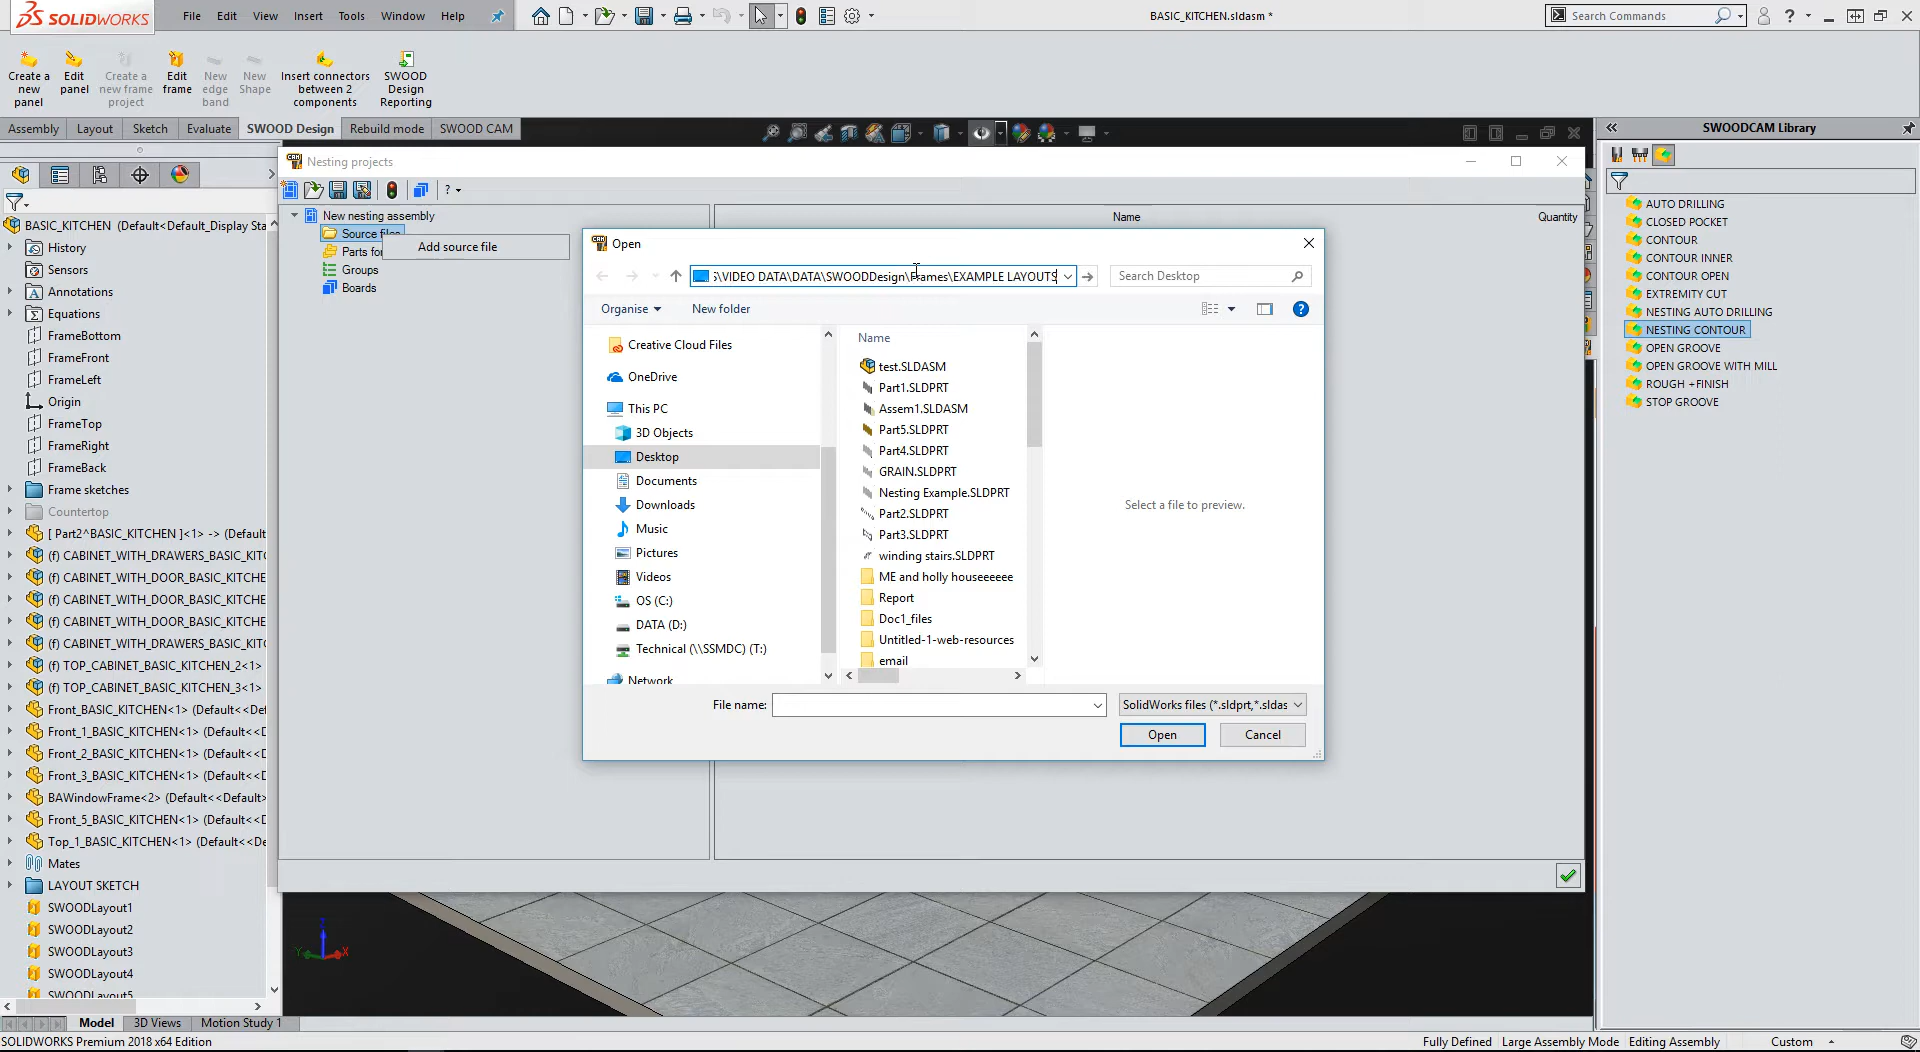 SOLIDWORKS File Edit View Insert Tools Window Help BASIC_KITCHEN.sldasm * Search Commands
Create a new panel
Edit panel
Create a new frame project
Edit frame
New edge band
New Shape
Insert connectors between 2 components
SWOOD Design Reporting
Assembly Layout Sketch Evaluate SWOOD Design Rebuild mode SWOOD CAM
BASIC_KITCHEN (Default<Default_Display Sta
History
Sensors
Annotations
Equations
FrameBottom
FrameFront
FrameLeft
Origin
FrameTop
FrameRight
FrameBack
Frame sketches
Countertop
[ Part2^BASIC_KITCHEN ]<1> -> (Default
(f) CABINET_WITH_DRAWERS_BASIC_KITC
(f) CABINET_WITH_DOOR_BASIC_KITCHE
(f) CABINET_WITH_DOOR_BASIC_KITCHE
(f) CABINET_WITH_DOOR_BASIC_KITCHE
(f) CABINET_WITH_DRAWERS_BASIC_KITC
(f) TOP_CABINET_BASIC_KITCHEN_2<1>
(f) TOP_CABINET_BASIC_KITCHEN_3<1>
Front_BASIC_KITCHEN<1> (Default<<De
Front_1_BASIC_KITCHEN<1> (Default<<D
Front_2_BASIC_KITCHEN<1> (Default<<D
Front_3_BASIC_KITCHEN<1> (Default<<D
BAWindowFrame<2> (Default<<Default>
Front_5_BASIC_KITCHEN<1> (Default<<D
Top_1_BASIC_KITCHEN<1> (Default<<De
Mates
LAYOUT SKETCH
SWOODLayout1
SWOODLayout2
SWOODLayout3
SWOODLayout4
SWOODLayout5
Nesting projects
New nesting assembly
Source files
Parts for
Groups
Boards
Add source file
Name Quantity
Open
\VIDEO DATA\DATA\SWOODDesign\Frames\EXAMPLE LAYOUTS
Search Desktop
Organise New folder
Creative Cloud Files
OneDrive
This PC
3D Objects
Desktop
Documents
Downloads
Music
Pictures
Videos
OS (C:)
DATA (D:)
Technical (\\SSMDC) (T:)
Network
Name
test.SLDASM
Part1.SLDPRT
Assem1.SLDASM
Part5.SLDPRT
Part4.SLDPRT
GRAIN.SLDPRT
Nesting Example.SLDPRT
Part2.SLDPRT
Part3.SLDPRT
winding stairs.SLDPRT
ME and holly houseeeeee
Report
Doc1_files
Untitled-1-web-resources
email
Select a file to preview.
File name: SolidWorks files (*.sldprt,*.sldas
Open Cancel
SWOODCAM Library
AUTO DRILLING
CLOSED POCKET
CONTOUR
CONTOUR INNER
CONTOUR OPEN
EXTREMITY CUT
NESTING AUTO DRILLING
NESTING CONTOUR
OPEN GROOVE
OPEN GROOVE WITH MILL
ROUGH +FINISH
STOP GROOVE
Z
Y X
Model 3D Views Motion Study 1
SOLIDWORKS Premium 2018 x64 Edition Fully Defined Large Assembly Mode Editing Assembly Custom